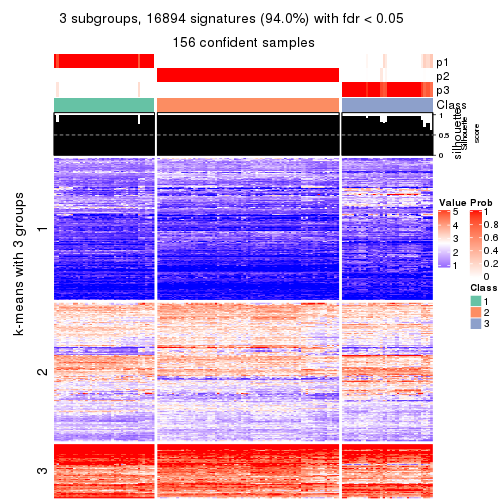 3 subgroups, 16894 signatures (94.0%) with fdr < 0.05
156 confident samples
p1
p2
p3
Class
1
0.5
0
silhouette
Silhouette
score
k-means with 3 groups
1
2
3
Value
5
4
3
2
1
Prob
1
0.8
0.6
0.4
0.2
0
Class
1
2
3